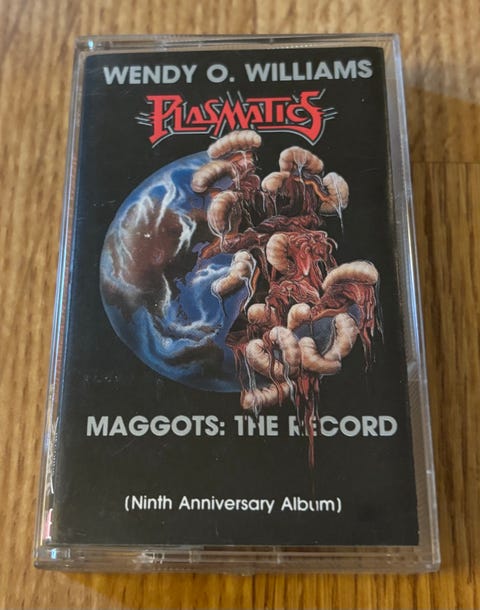 WENDY O. WILLIAMS
PLASMATICS
MAGGOTS: THE RECORD
(Ninth Anniversary Album)